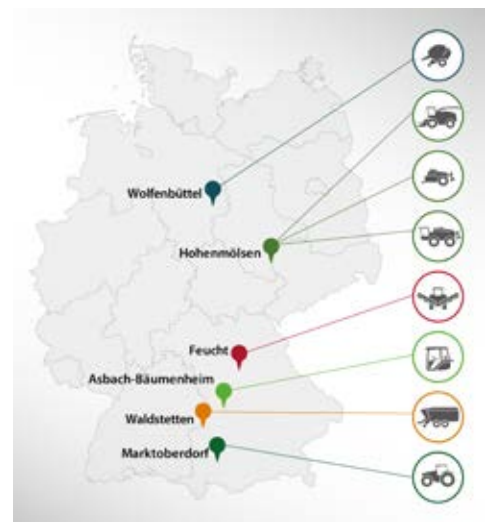 Wolfenbüttel
Hohenmölsen
Feucht
Asbach-Bäumenheim
Waldstetten
Marktoberdorf